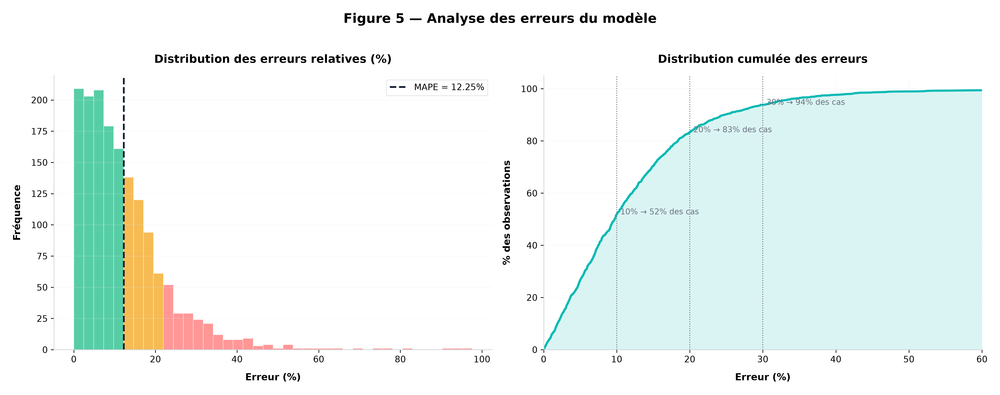 Figure 5 — Analyse des erreurs du modèle
Distribution des erreurs relatives (%)
MAPE = 12.25%
Fréquence
200
175
150
125
100
75
50
25
0
0 20 40 60 80 100
Erreur (%)
Distribution cumulée des erreurs
% des observations
100
80
60
40
20
0
30% → 94% des cas
20% → 83% des cas
10% → 52% des cas
0 10 20 30 40 50 60
Erreur (%)